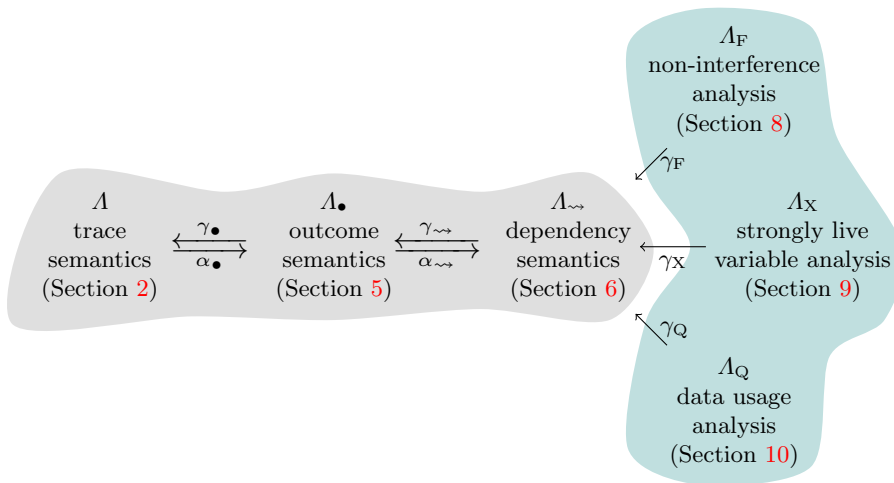 Λ
trace
semantics
(Section 2)
γ●
α●
Λ●
outcome
semantics
(Section 5)
γ⇝
α⇝
Λ⇝
dependency
semantics
(Section 6)
ΛF
non-interference
analysis
(Section 8)
γF
ΛX
strongly live
variable analysis
(Section 9)
γX
γQ
ΛQ
data usage
analysis
(Section 10)